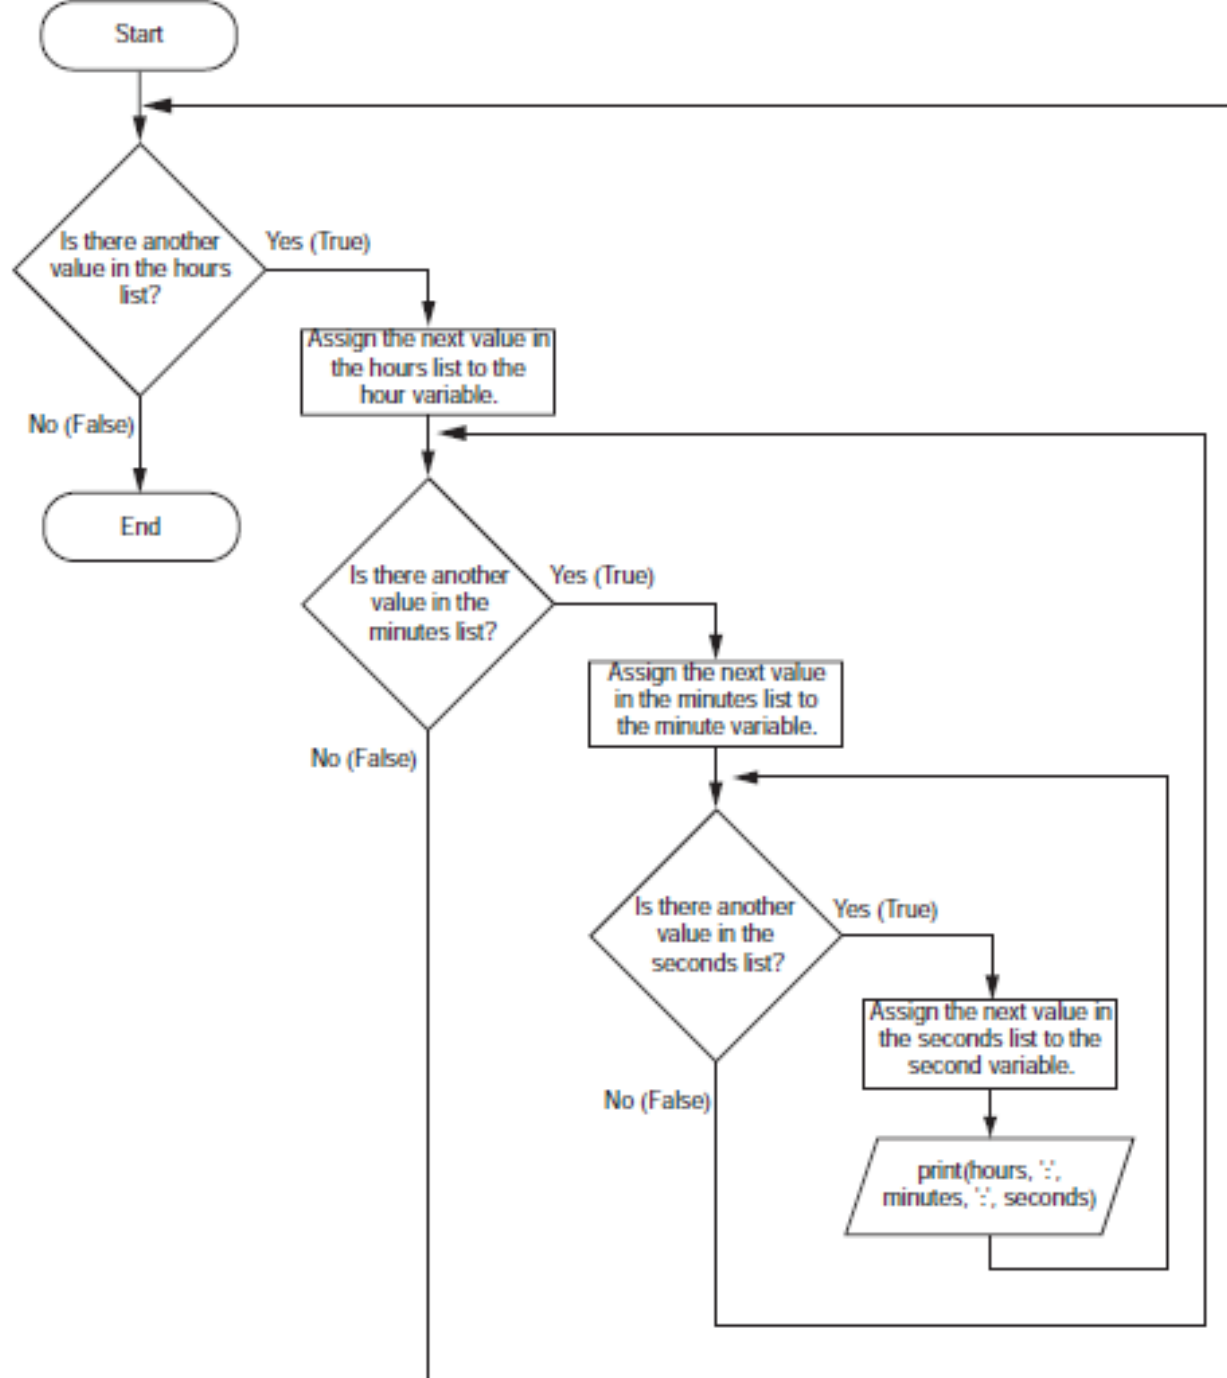 Start
Is there another
value in the hours
list?
Yes (True)
Assign the next value in
the hours list to the
hour variable.
No (False)
End
Is there another
value in the
minutes list?
Yes (True)
Assign the next value
in the minutes list to
the minute variable.
No (False)
Is there another
value in the
seconds list?
Yes (True)
Assign the next value in
the seconds list to the
second variable.
No (False)
print(hours, ':',
minutes, ':', seconds)